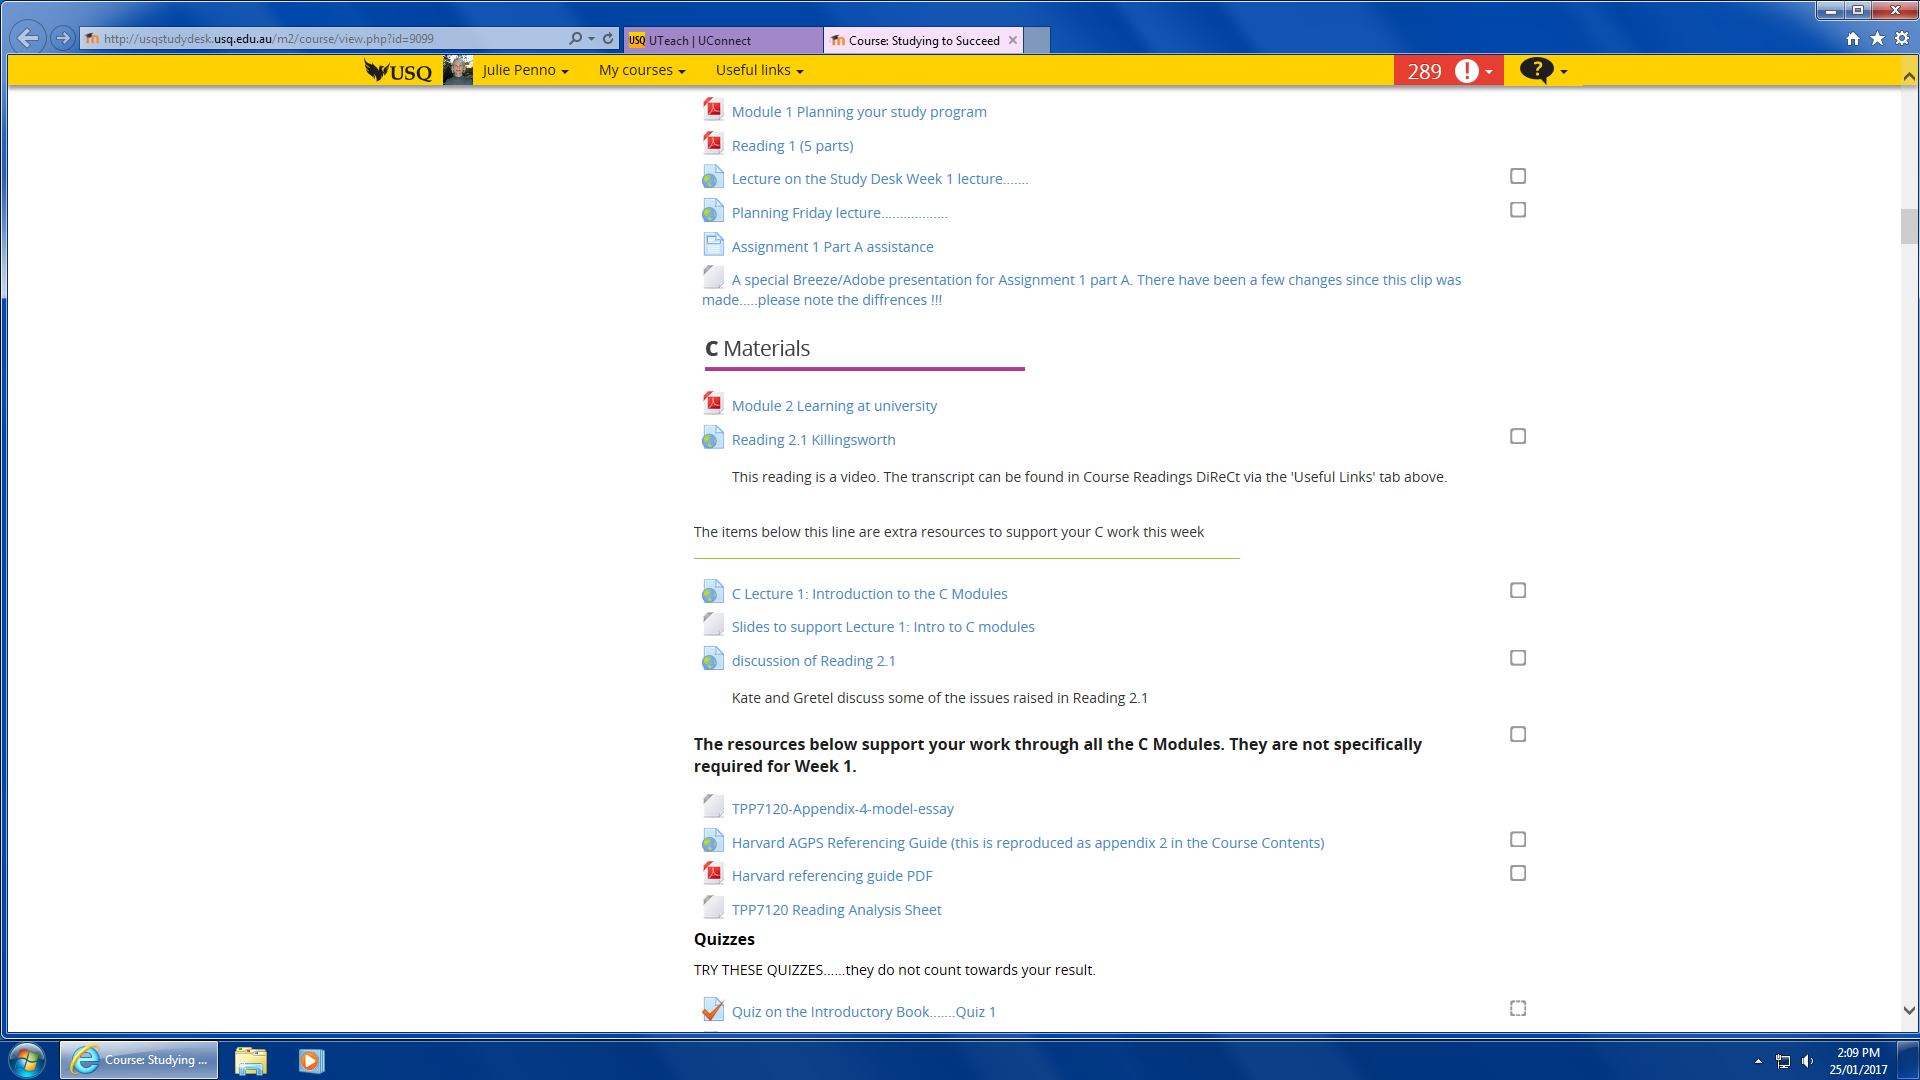 http://usqstudydesk.usq.edu.au/m2/course/view.php?id=9099
USQ UTeach | UConnect
Course: Studying to Succeed
USQ
Julie Penno
My courses
Useful links
289
Module 1 Planning your study program
Reading 1 (5 parts)
Lecture on the Study Desk Week 1 lecture.......
Planning Friday lecture..................
Assignment 1 Part A assistance
A special Breeze/Adobe presentation for Assignment 1 part A. There have been a few changes since this clip was
made.....please note the diffrences !!!
C Materials
Module 2 Learning at university
Reading 2.1 Killingsworth
This reading is a video. The transcript can be found in Course Readings DiReCt via the 'Useful Links' tab above.
The items below this line are extra resources to support your C work this week
C Lecture 1: Introduction to the C Modules
Slides to support Lecture 1: Intro to C modules
discussion of Reading 2.1
Kate and Gretel discuss some of the issues raised in Reading 2.1
The resources below support your work through all the C Modules. They are not specifically
required for Week 1.
TPP7120-Appendix-4-model-essay
Harvard AGPS Referencing Guide (this is reproduced as appendix 2 in the Course Contents)
Harvard referencing guide PDF
TPP7120 Reading Analysis Sheet
Quizzes
TRY THESE QUIZZES......they do not count towards your result.
Quiz on the Introductory Book.......Quiz 1
Course: Studying ...
2:09 PM
25/01/2017